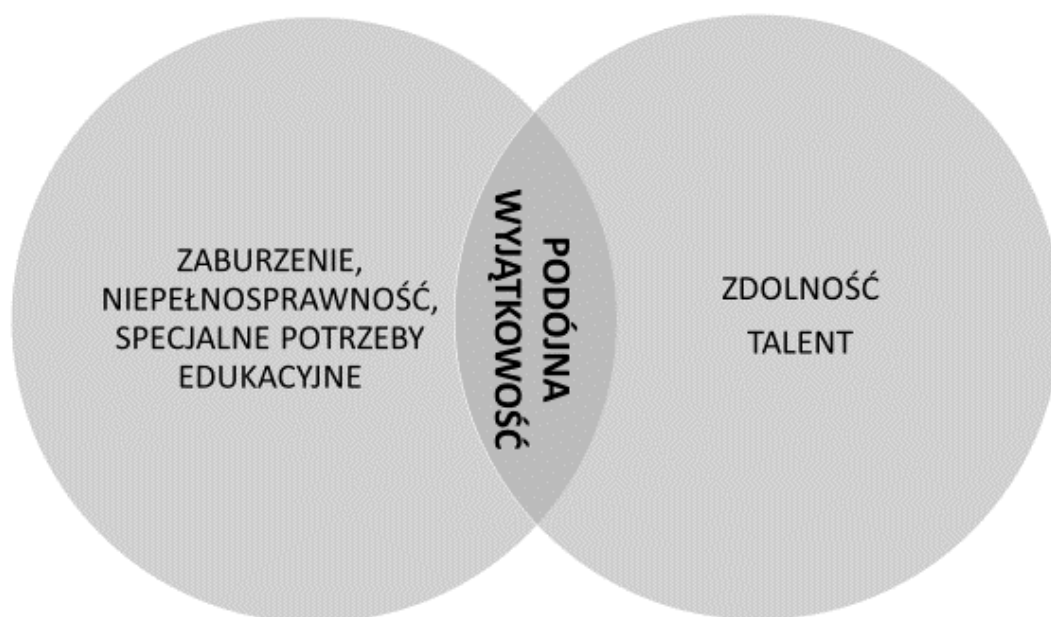 ZABURZENIE,
NIEPEŁNOSPRAWNOŚĆ,
SPECJALNE POTRZEBY
EDUKACYJNE
PODÓJNA
WYJĄTKOWOŚĆ
ZDOLNOŚĆ
TALENT